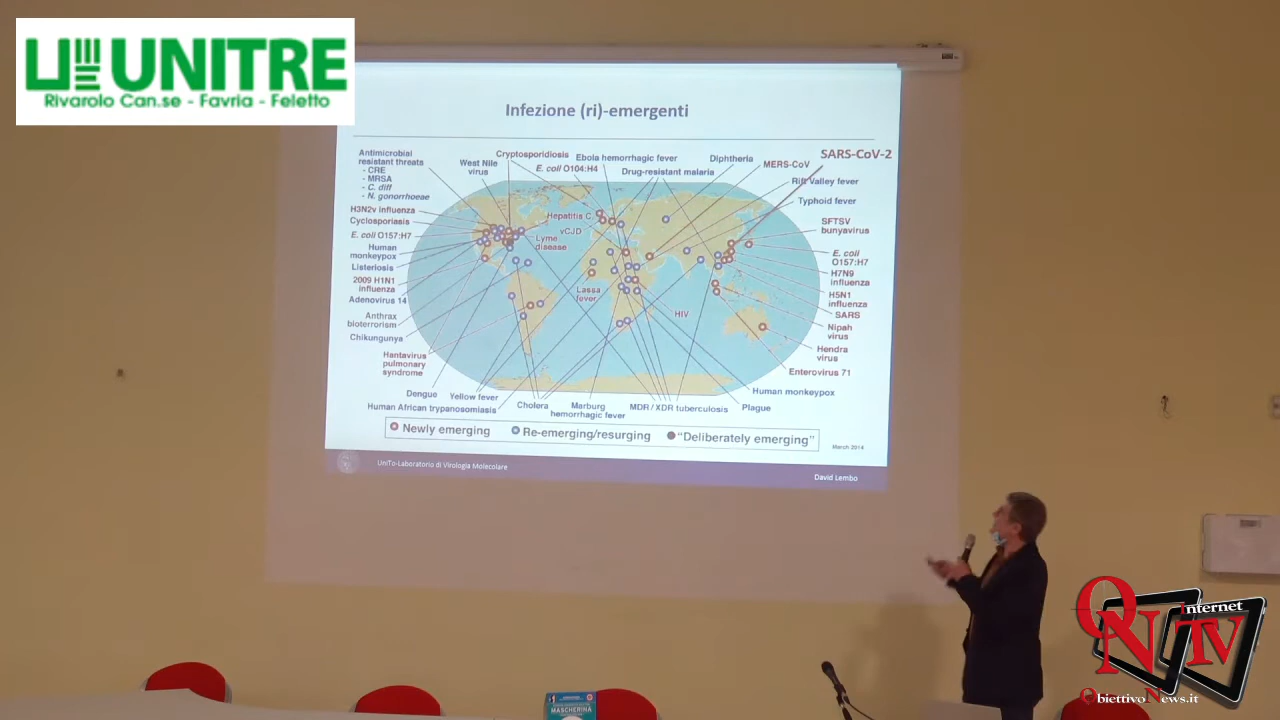 UNITRE
Rivarolo Can.se - Favria - Feletto
Infezione (ri)-emergenti
Antimicrobial
resistant threats
- CRE
- MRSA
- C. diff
- N. gonorrhoeae
H3N2v influenza
Cyclosporiasis
E. coli O157:H7
Human
monkeypox
Listeriosis
2009 H1N1
influenza
Adenovirus 14
Anthrax
bioterrorism
Chikungunya
Hantavirus
pulmonary
syndrome
Dengue
Yellow fever
Human African trypanosomiasis
West Nile
virus
Cryptosporidiosis
E. coli O104:H4
Ebola hemorrhagic fever
Drug-resistant malaria
Diphtheria
MERS-CoV
SARS-CoV-2
Rift Valley fever
Typhoid fever
SFTSV
bunyavirus
E. coli
O157:H7
H7N9
influenza
H5N1
influenza
SARS
Nipah
virus
Hendra
virus
Enterovirus 71
Human monkeypox
Plague
MDR / XDR tuberculosis
Marburg
hemorrhagic fever
Cholera
Hepatitis C
vCJD
Lyme
disease
Lassa
fever
HIV
Newly emerging
Re-emerging/resurging
"Deliberately emerging"
March 2014
UniTo-Laboratorio di Virologia Molecolare
David Lembo
MASCHERINA
ON
Internet
TV
ObiettivoNews.it